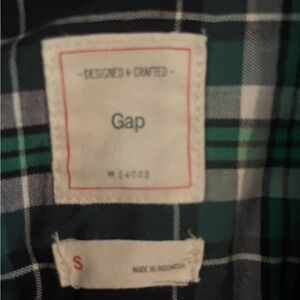 - DESIGNED & CRAFTED -
Gap
S
MADE IN INDONESIA